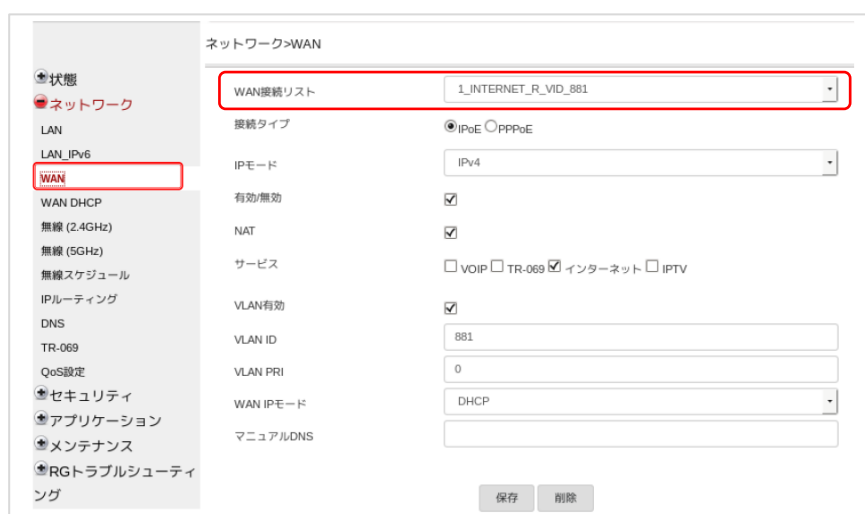 ネットワーク>WAN
状態
ネットワーク
LAN
LAN_IPv6
WAN
WAN DHCP
無線 (2.4GHz)
無線 (5GHz)
無線スケジュール
IPルーティング
DNS
TR-069
QoS設定
セキュリティ
アプリケーション
メンテナンス
RGトラブルシューティ
ング
WAN接続リスト 1_INTERNET_R_VID_881
接続タイプ IPoE PPPoE
IPモード IPv4
有効/無効
NAT
サービス VOIP TR-069 インターネット IPTV
VLAN有効
VLAN ID 881
VLAN PRI 0
WAN IPモード DHCP
マニュアルDNS
保存 削除